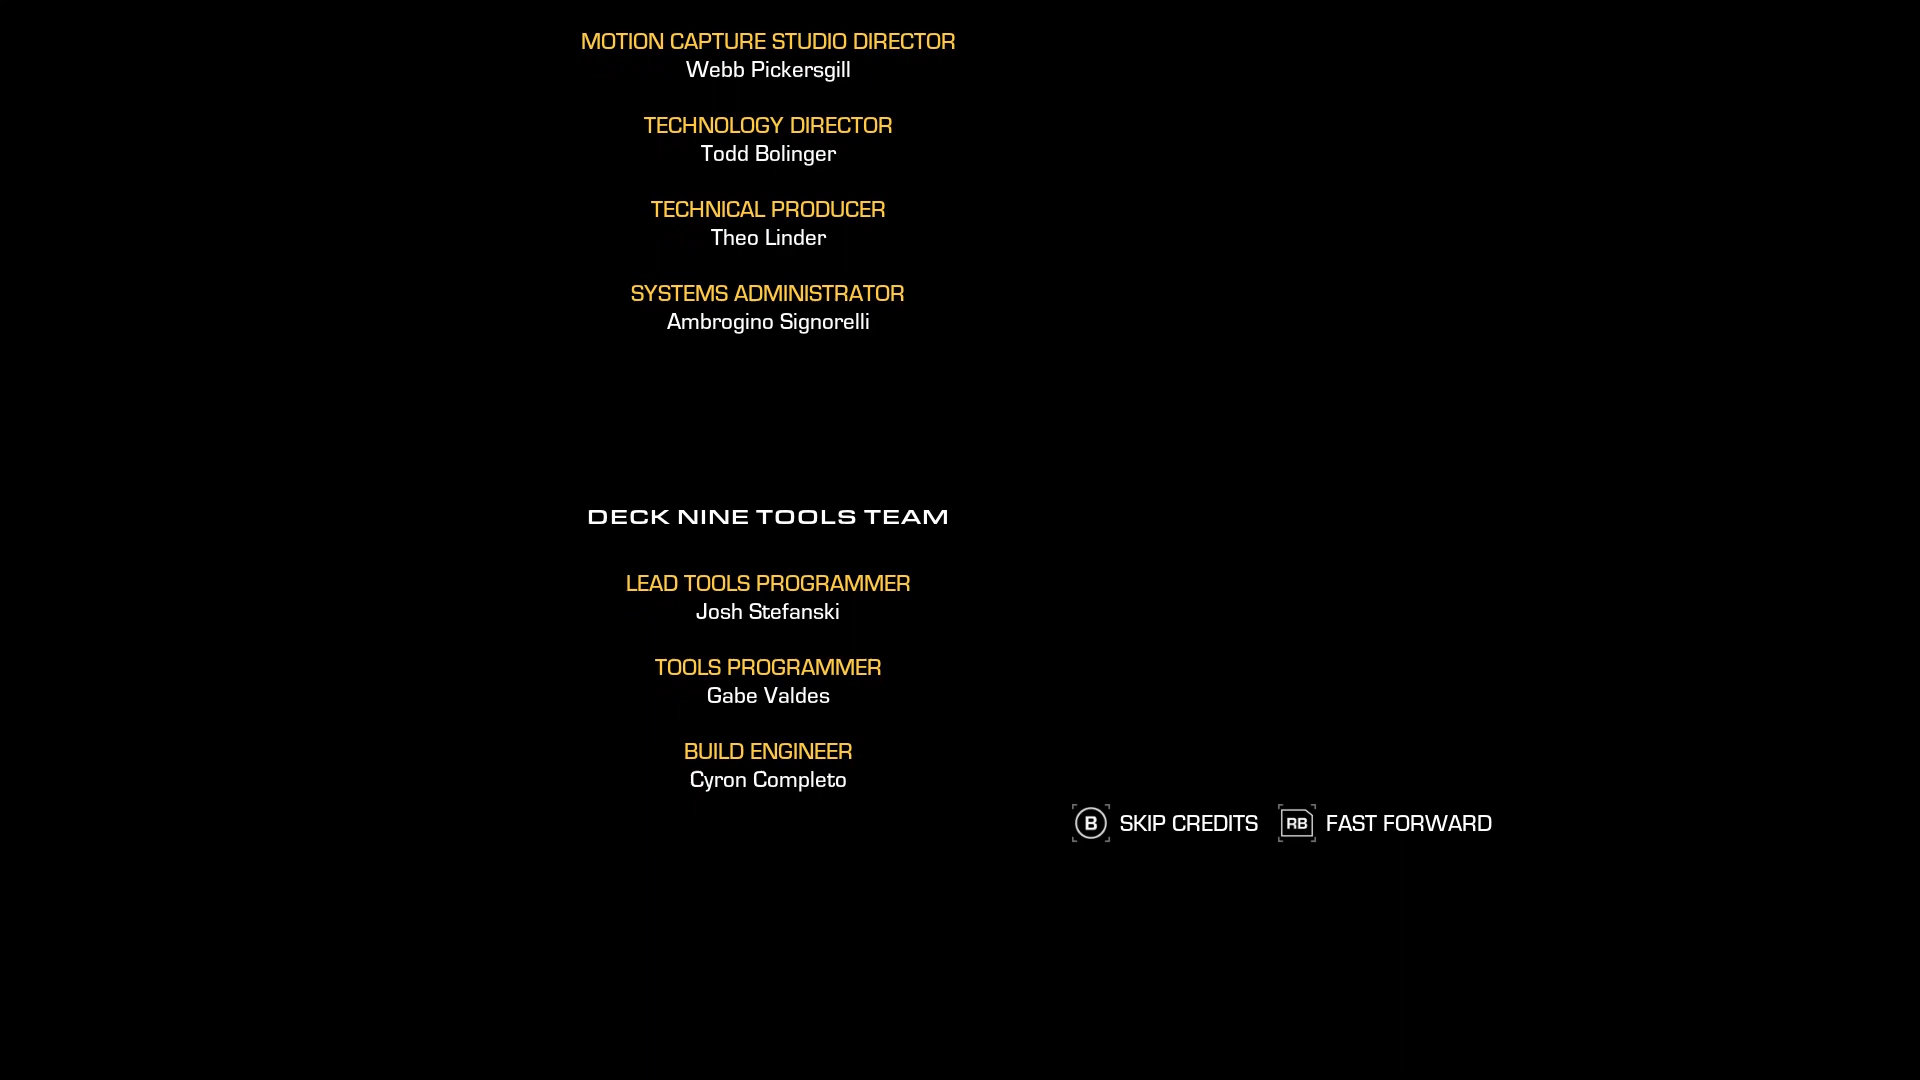 MOTION CAPTURE STUDIO DIRECTOR
Webb Pickersgill
TECHNOLOGY DIRECTOR
Todd Bolinger
TECHNICAL PRODUCER
Theo Linder
SYSTEMS ADMINISTRATOR
Ambrogino Signorelli
DECK NINE TOOLS TEAM
LEAD TOOLS PROGRAMMER
Josh Stefanski
TOOLS PROGRAMMER
Gabe Valdes
BUILD ENGINEER
Cyron Completo
B SKIP CREDITS RB FAST FORWARD